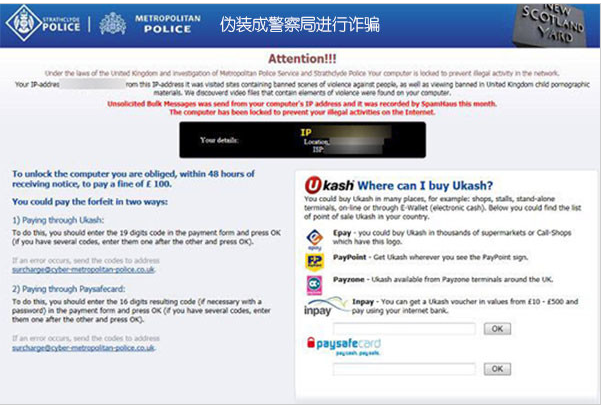 STRATHCLYDE
POLICE
METROPOLITAN
POLICE
伪装成警察局进行诈骗
NEW
SCOTLAND
YARD
Attention!!!
Under the laws of the United Kingdom and investigation of Metropolitan Police Service and Strathclyde Police Your computer is locked to prevent illegal activity in the network.
Your IP-address rom this IP-address it was visited sites containing banned scenes of violence against people, as well as viewing banned in United Kingdom child pornographic
materials. We discouverd video files that contain elements of violence were found on your computer.
Unsolicited Bulk Messages was send from your computer's IP address and it was recorded by SpamHaus this month.
The computer has been locked to prevent your illegal activities on the Internet.
Your details:
IP
Location
ISP:
To unlock the computer you are obliged, within 48 hours of
receiving notice, to pay a fine of £ 100.
You could pay the forfeit in two ways:
1) Paying through Ukash:
To do this, you should enter the 19 digits code in the payment form and press OK
(if you have several codes, enter them one after the other and press OK).
If an error occurs, send the codes to address
surcharge@cyber-metropolitan-police.co.uk.
2) Paying through Paysafecard:
To do this, you should enter the 16 digits resulting code (if necessary with a
password) in the payment form and press OK (if you have several codes, enter
them one after the other and press OK).
If an error occurs, send the codes to address
surcharge@cyber-metropolitan-police.co.uk.
Ukash Where can I buy Ukash?
You could buy Ukash in many places, for example: shops, stalls, stand-alone
terminals, on-line or through E-Wallet (electronic cash). Below you could find the
list of point of sale Ukash in your country.
epay
Epay - you could buy Ukash in thousands of supermarkets or Call-Shops
which have this logo.
PayPoint - Get Ukash wherever you see the PayPoint sign.
Payzone - Ukash available from Payzone terminals around the UK.
inpay
Inpay - You can get a Ukash voucher in values from £10 - £500 and
pay using your internet bank.
OK
paysafecard
pay cash. pay safe.
OK